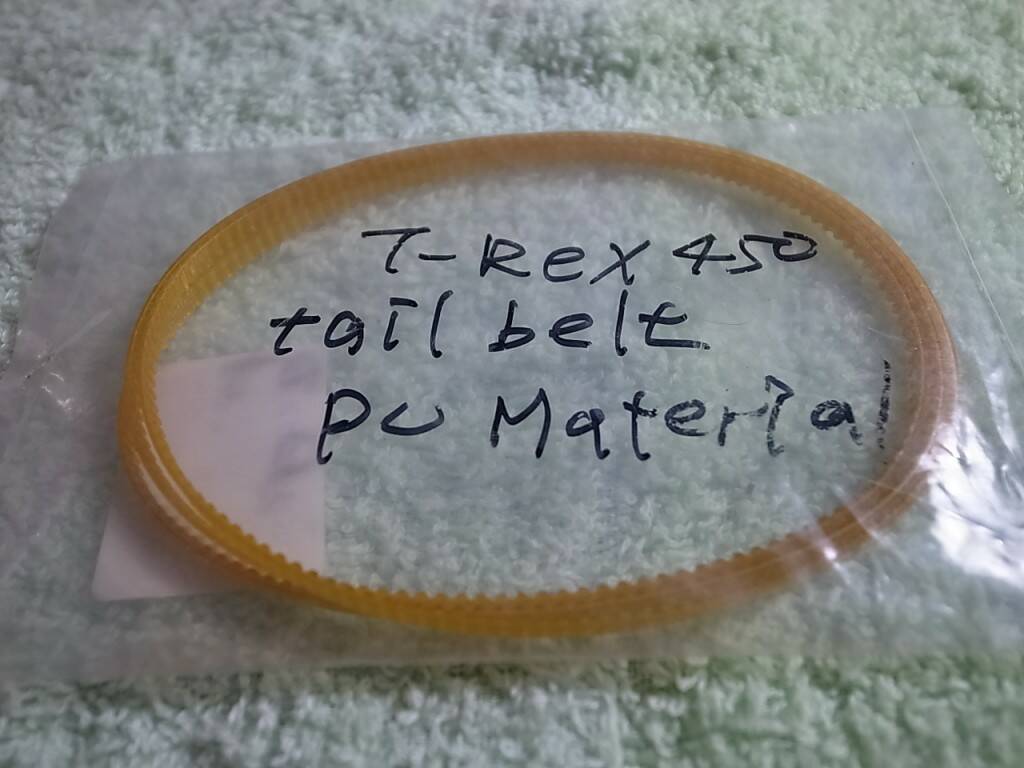 T-Rex 450
tail belt
PU Material